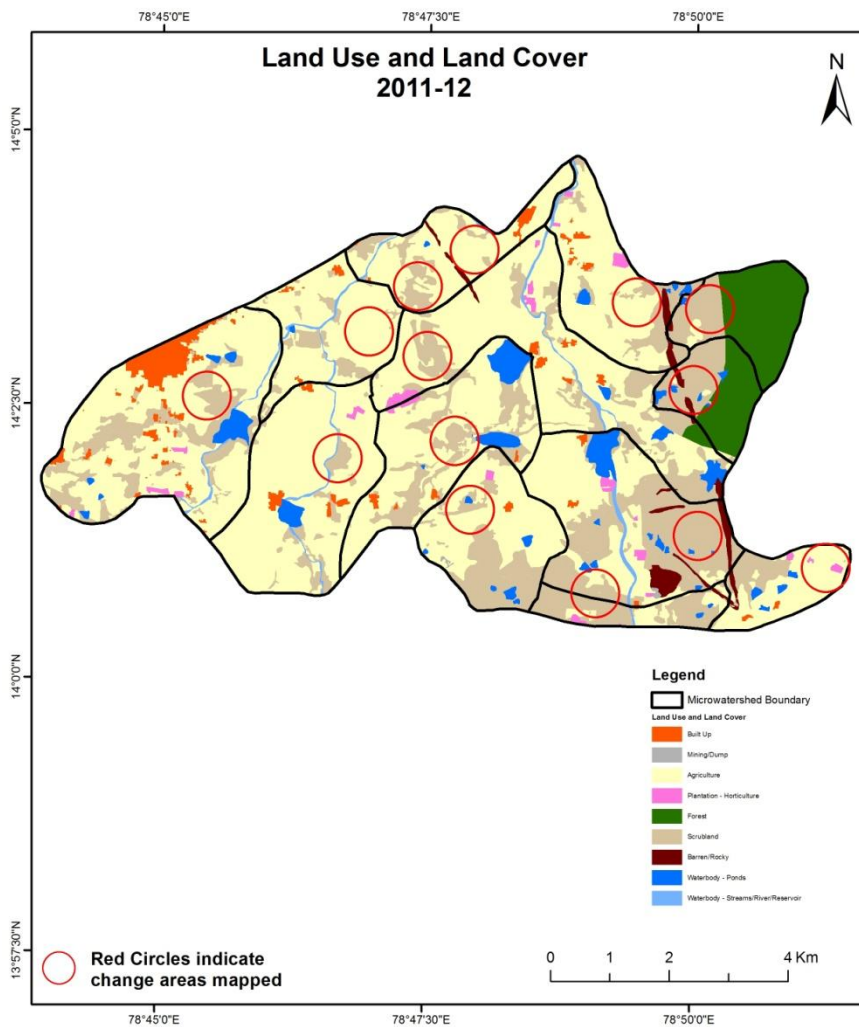 78°45'0"E
78°47'30"E
78°50'0"E
Land Use and Land Cover
2011-12
N
14°5'0"N
14°2'30"N
14°0'0"N
13°57'30"N
Legend
Microwatershed Boundary
Land Use and Land Cover
Built Up
Mining/Dump
Agriculture
Plantation - Horticulture
Forest
Scrubland
Barren/Rocky
Waterbody - Ponds
Waterbody - Streams/River/Reservoir
Red Circles indicate
change areas mapped
0 1 2 4 Km
78°45'0"E
78°47'30"E
78°50'0"E